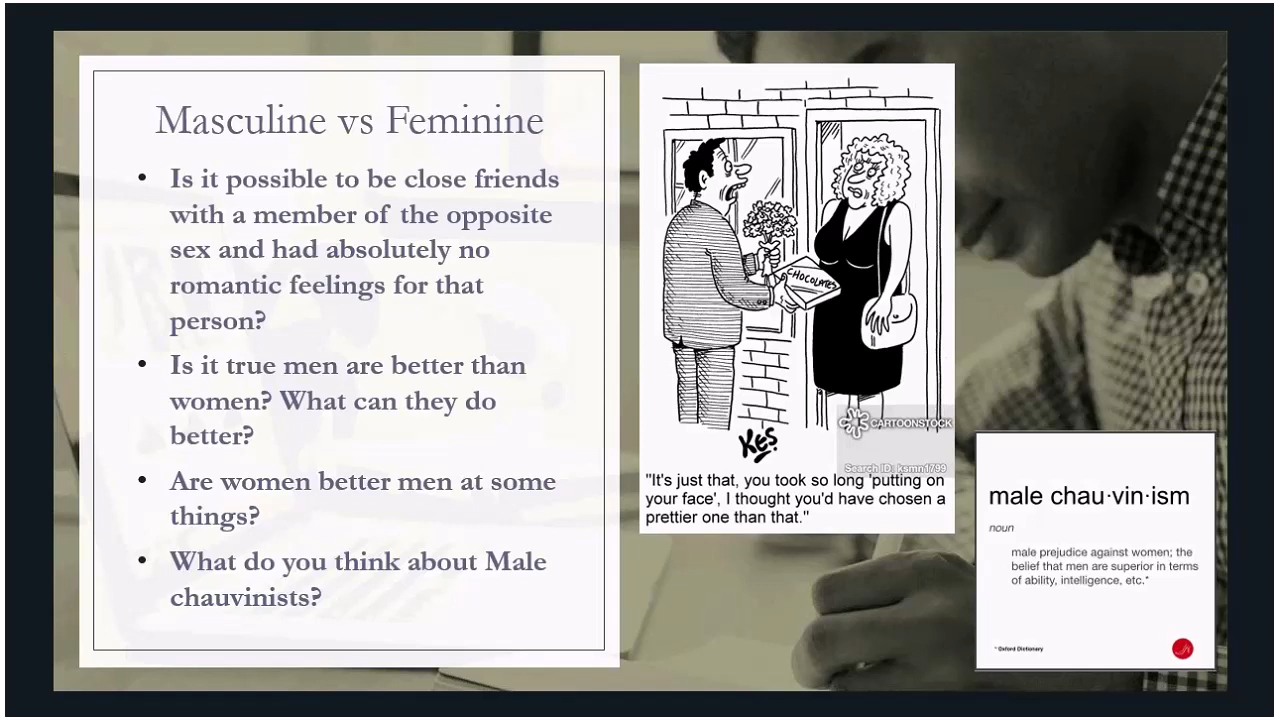 Masculine vs Feminine
• Is it possible to be close friends
with a member of the opposite
sex and had absolutely no
romantic feelings for that
person?
• Is it true men are better than
women? What can they do
better?
• Are women better men at some
things?
• What do you think about Male
chauvinists?
CHOCOLATES
KES.
CARTOONSTOCK
Search ID: ksmn1799
"It's just that, you took so long 'putting on
your face', I thought you'd have chosen a
prettier one than that."
male chau·vin·ism
noun
male prejudice against women; the
belief that men are superior in terms
of ability, intelligence, etc.*
* Oxford Dictionary